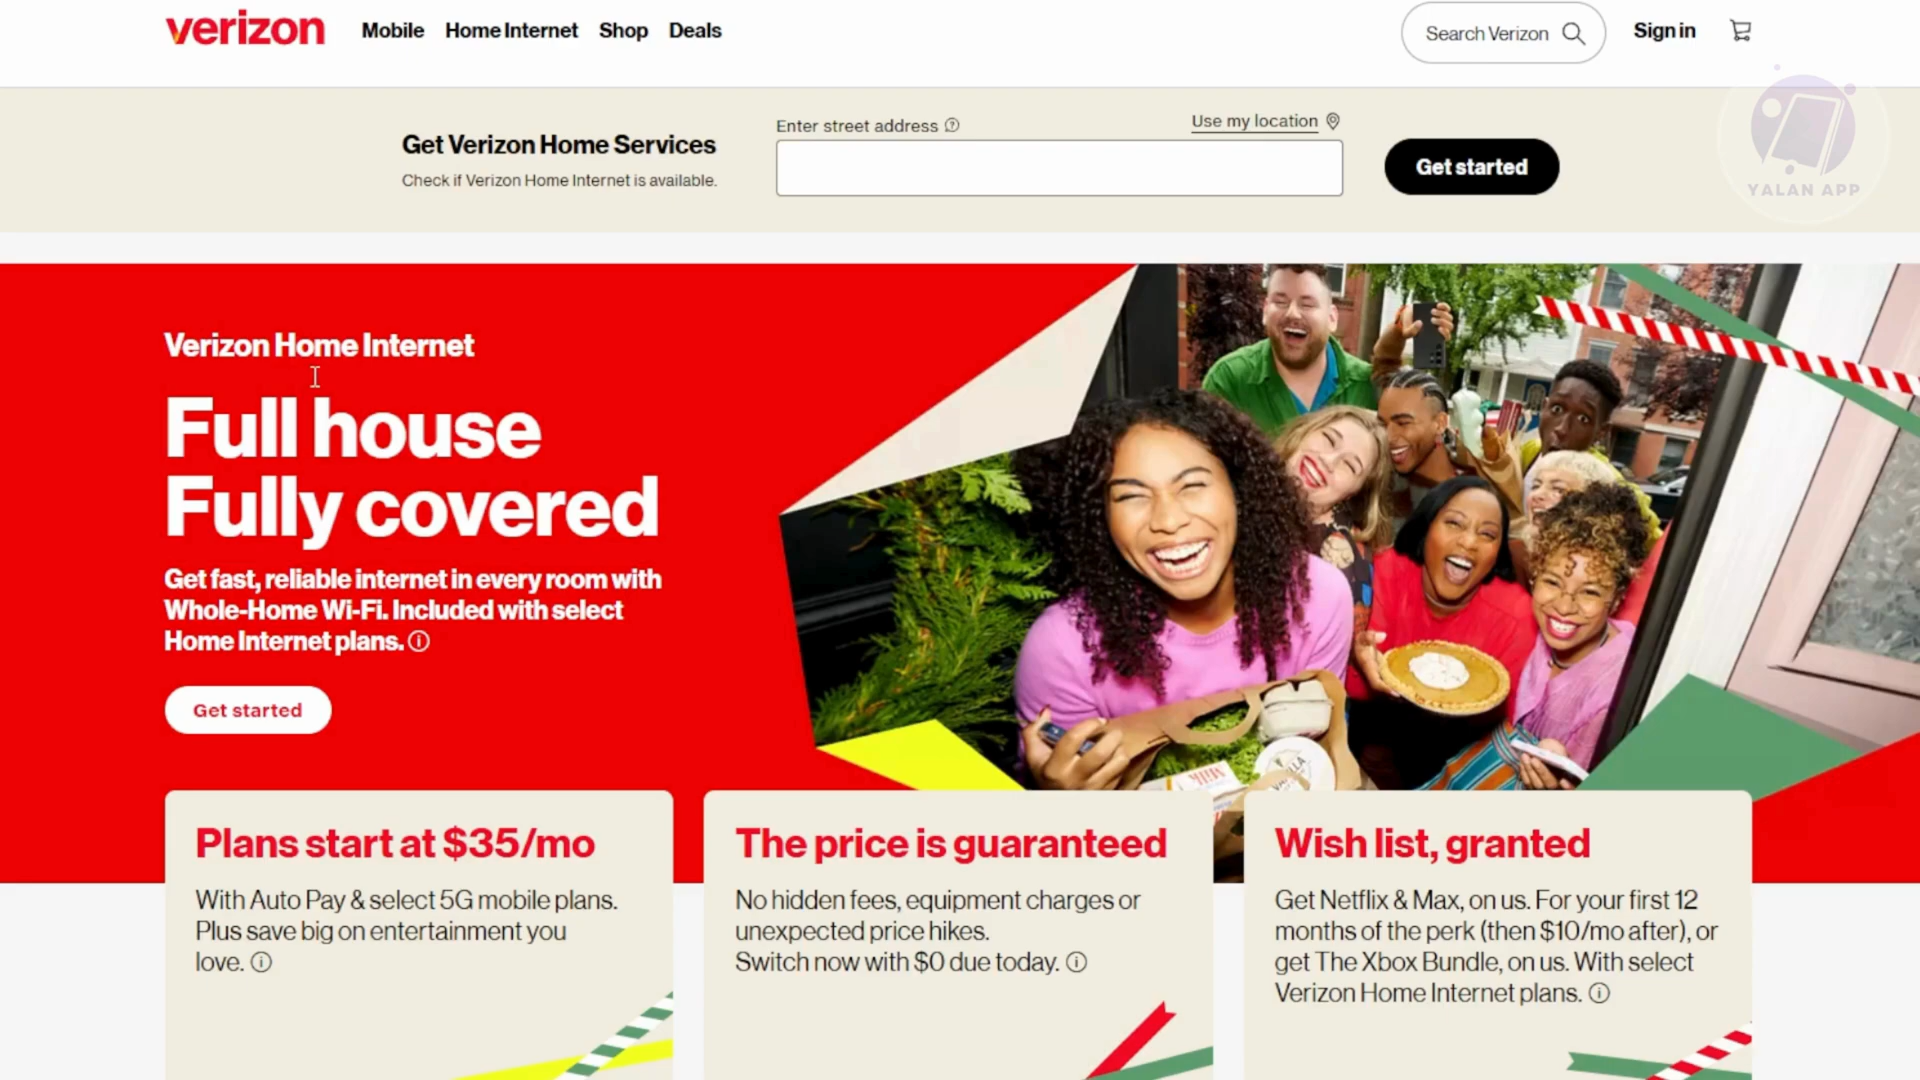 verizon Mobile Home Internet Shop Deals Search Verizon Sign in
Get Verizon Home Services
Check if Verizon Home Internet is available.
Enter street address
Use my location
Get started
YALAN APP
Verizon Home Internet
Full house
Fully covered
Get fast, reliable internet in every room with
Whole-Home Wi-Fi. Included with select
Home Internet plans.
Get started
Plans start at $35/mo
With Auto Pay & select 5G mobile plans.
Plus save big on entertainment you
love.
The price is guaranteed
No hidden fees, equipment charges or
unexpected price hikes.
Switch now with $0 due today.
Wish list, granted
Get Netflix & Max, on us. For your first 12
months of the perk (then $10/mo after), or
get The Xbox Bundle, on us. With select
Verizon Home Internet plans.